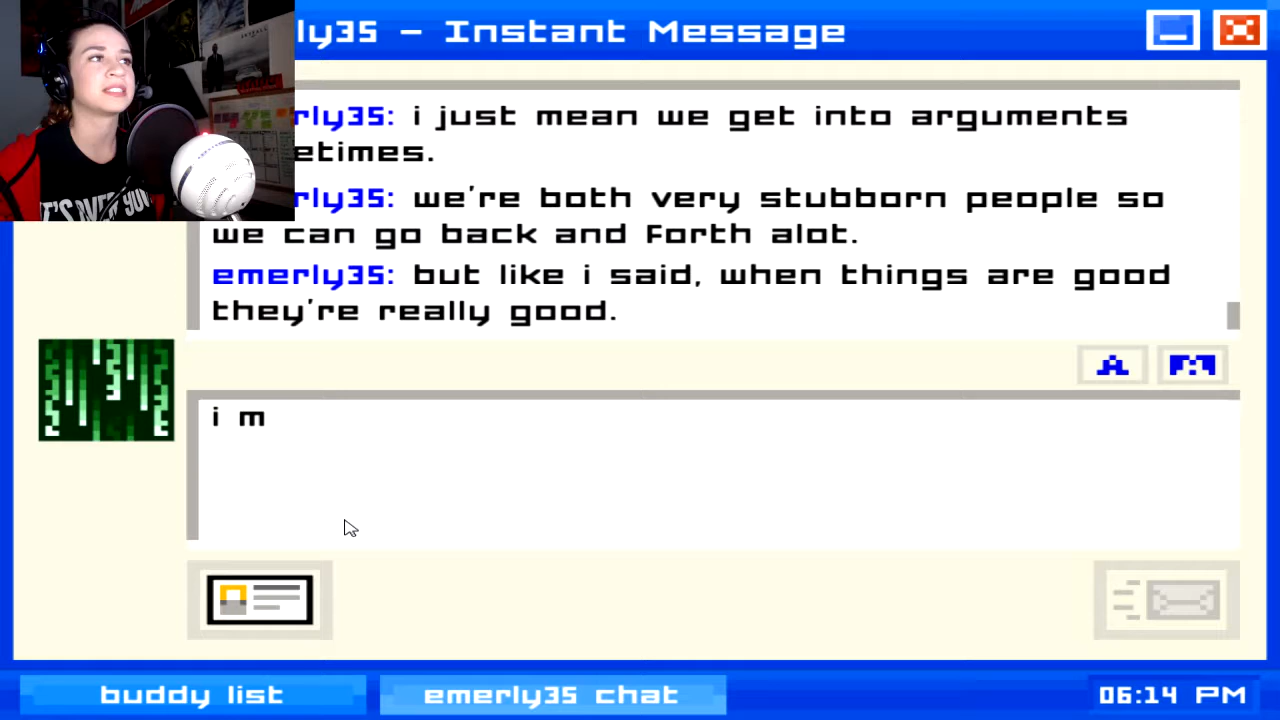 ly35 - Instant Message
rly35: i just mean we get into arguments
etimes.
rly35: we're both very stubborn people so
we can go back and forth alot.
emerly35: but like i said, when things are good
they're really good.
A M
i m
buddy list
emerly35 chat
06:14 PM